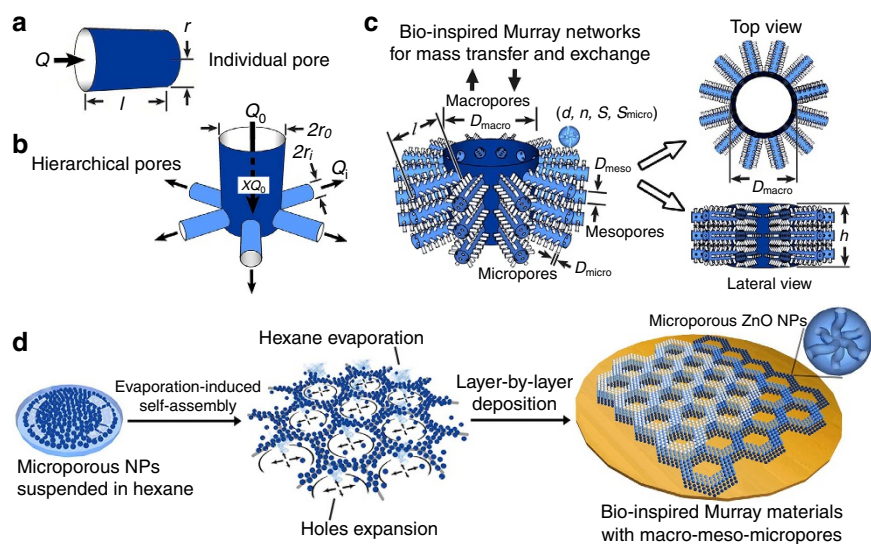 a
Q
r
l
Individual pore
b
Hierarchical pores
Q0
2r0
2ri
Qi
XQ0
c
Bio-inspired Murray networks
for mass transfer and exchange
Macropores
Dmacro
(d, n, S, Smicro)
l
Dmeso
Mesopores
Micropores
Dmicro
Top view
Dmacro
h
Lateral view
d
Microporous NPs
suspended in hexane
Evaporation-induced
self-assembly
Hexane evaporation
Holes expansion
Layer-by-layer
deposition
Microporous ZnO NPs
Bio-inspired Murray materials
with macro-meso-micropores